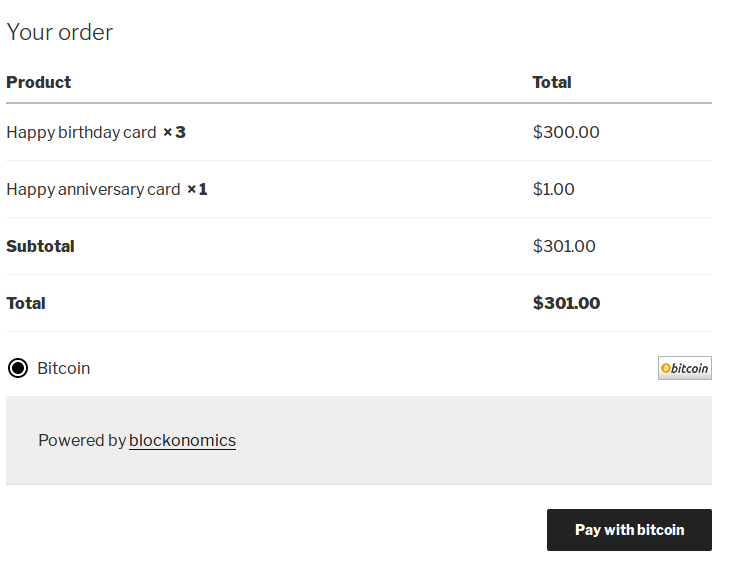 Your order
Product Total
Happy birthday card × 3 $300.00
Happy anniversary card × 1 $1.00
Subtotal $301.00
Total $301.00
Bitcoin bitcoin
Powered by blockonomics
Pay with bitcoin